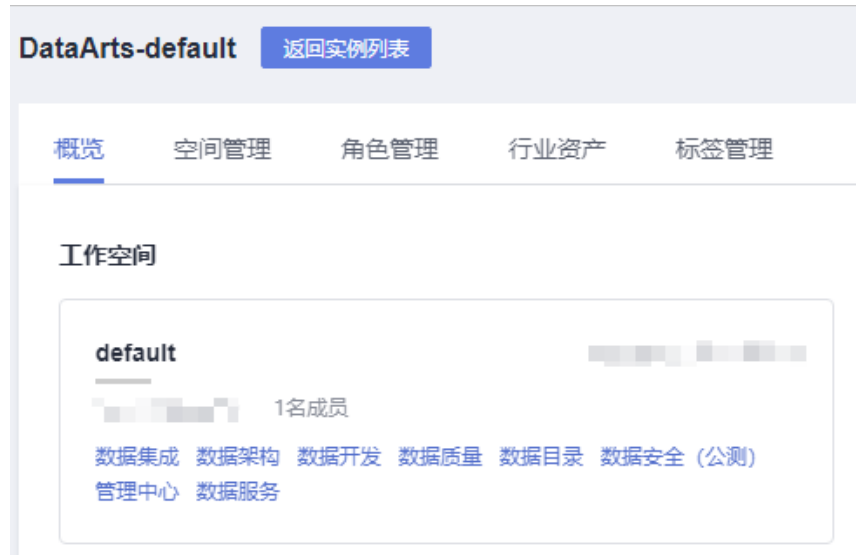 DataArts-default 返回实例列表
概览 空间管理 角色管理 行业资产 标签管理
工作空间
default
1名成员
数据集成 数据架构 数据开发 数据质量 数据目录 数据安全（公测）
管理中心 数据服务